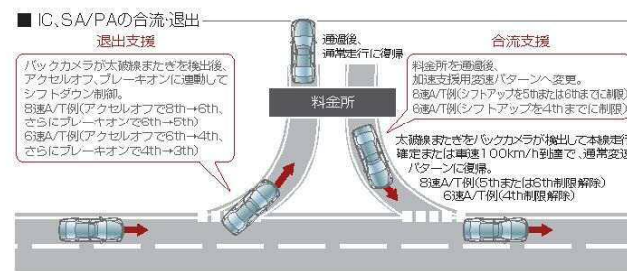 ■ IC、SA/PAの合流・退出
退出支援
バックカメラが太破線またぎを検出後、
アクセルオフ、ブレーキオンに連動して
シフトダウン制御。
8速A/T例(アクセルオフで8th→6th、
さらにブレーキオンで6th→5th)
6速A/T例(アクセルオフで6th→4th、
さらにブレーキオンで4th→3th)
通過後、
通常走行に復帰
料金所
合流支援
料金所を通過後、
加速支援用変速パターンへ変更。
8速A/T例(シフトアップを5thまたは6thまでに制限)
6速A/T例(シフトアップを4thまでに制限)
太破線またぎをバックカメラが検出して本線走行
確定または車速100km/h到達で、通常変速
パターンに復帰。
8速A/T例(5thまたは6th制限解除)
6速A/T例(4th制限解除)